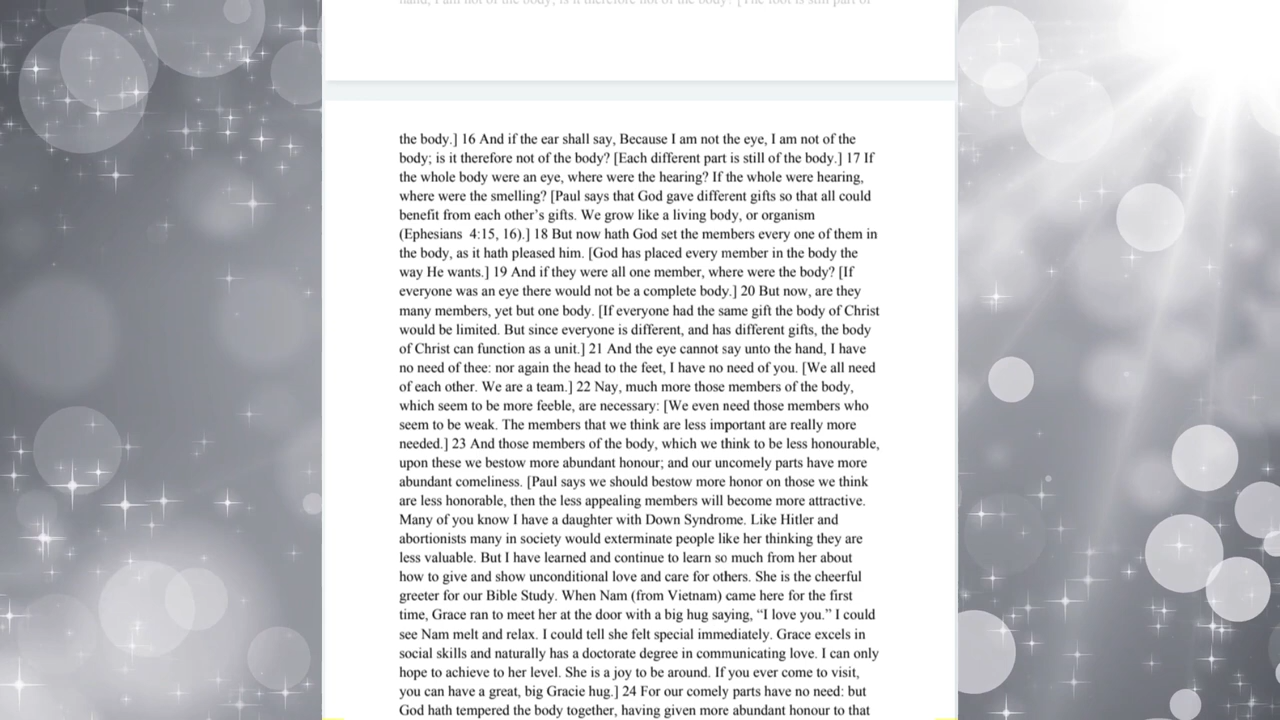 hand, I am not of the body; is it therefore not of the body? [The foot is still part of
the body.] 16 And if the ear shall say, Because I am not the eye, I am not of the
body; is it therefore not of the body? [Each different part is still of the body.] 17 If
the whole body were an eye, where were the hearing? If the whole were hearing,
where were the smelling? [Paul says that God gave different gifts so that all could
benefit from each other’s gifts. We grow like a living body, or organism
(Ephesians  4:15, 16).] 18 But now hath God set the members every one of them in
the body, as it hath pleased him. [God has placed every member in the body the
way He wants.] 19 And if they were all one member, where were the body? [If
everyone was an eye there would not be a complete body.] 20 But now, are they
many members, yet but one body. [If everyone had the same gift the body of Christ
would be limited. But since everyone is different, and has different gifts, the body
of Christ can function as a unit.] 21 And the eye cannot say unto the hand, I have
no need of thee: nor again the head to the feet, I have no need of you. [We all need
of each other. We are a team.] 22 Nay, much more those members of the body,
which seem to be more feeble, are necessary: [We even need those members who
seem to be weak. The members that we think are less important are really more
needed.] 23 And those members of the body, which we think to be less honourable,
upon these we bestow more abundant honour; and our uncomely parts have more
abundant comeliness. [Paul says we should bestow more honor on those we think
are less honorable, then the less appealing members will become more attractive.
Many of you know I have a daughter with Down Syndrome. Like Hitler and
abortionists many in society would exterminate people like her thinking they are
less valuable. But I have learned and continue to learn so much from her about
how to give and show unconditional love and care for others. She is the cheerful
greeter for our Bible Study. When Nam (from Vietnam) came here for the first
time, Grace ran to meet her at the door with a big hug saying, “I love you.” I could
see Nam melt and relax. I could tell she felt special immediately. Grace excels in
social skills and naturally has a doctorate degree in communicating love. I can only
hope to achieve to her level. She is a joy to be around. If you ever come to visit,
you can have a great, big Gracie hug.] 24 For our comely parts have no need: but
God hath tempered the body together, having given more abundant honour to that